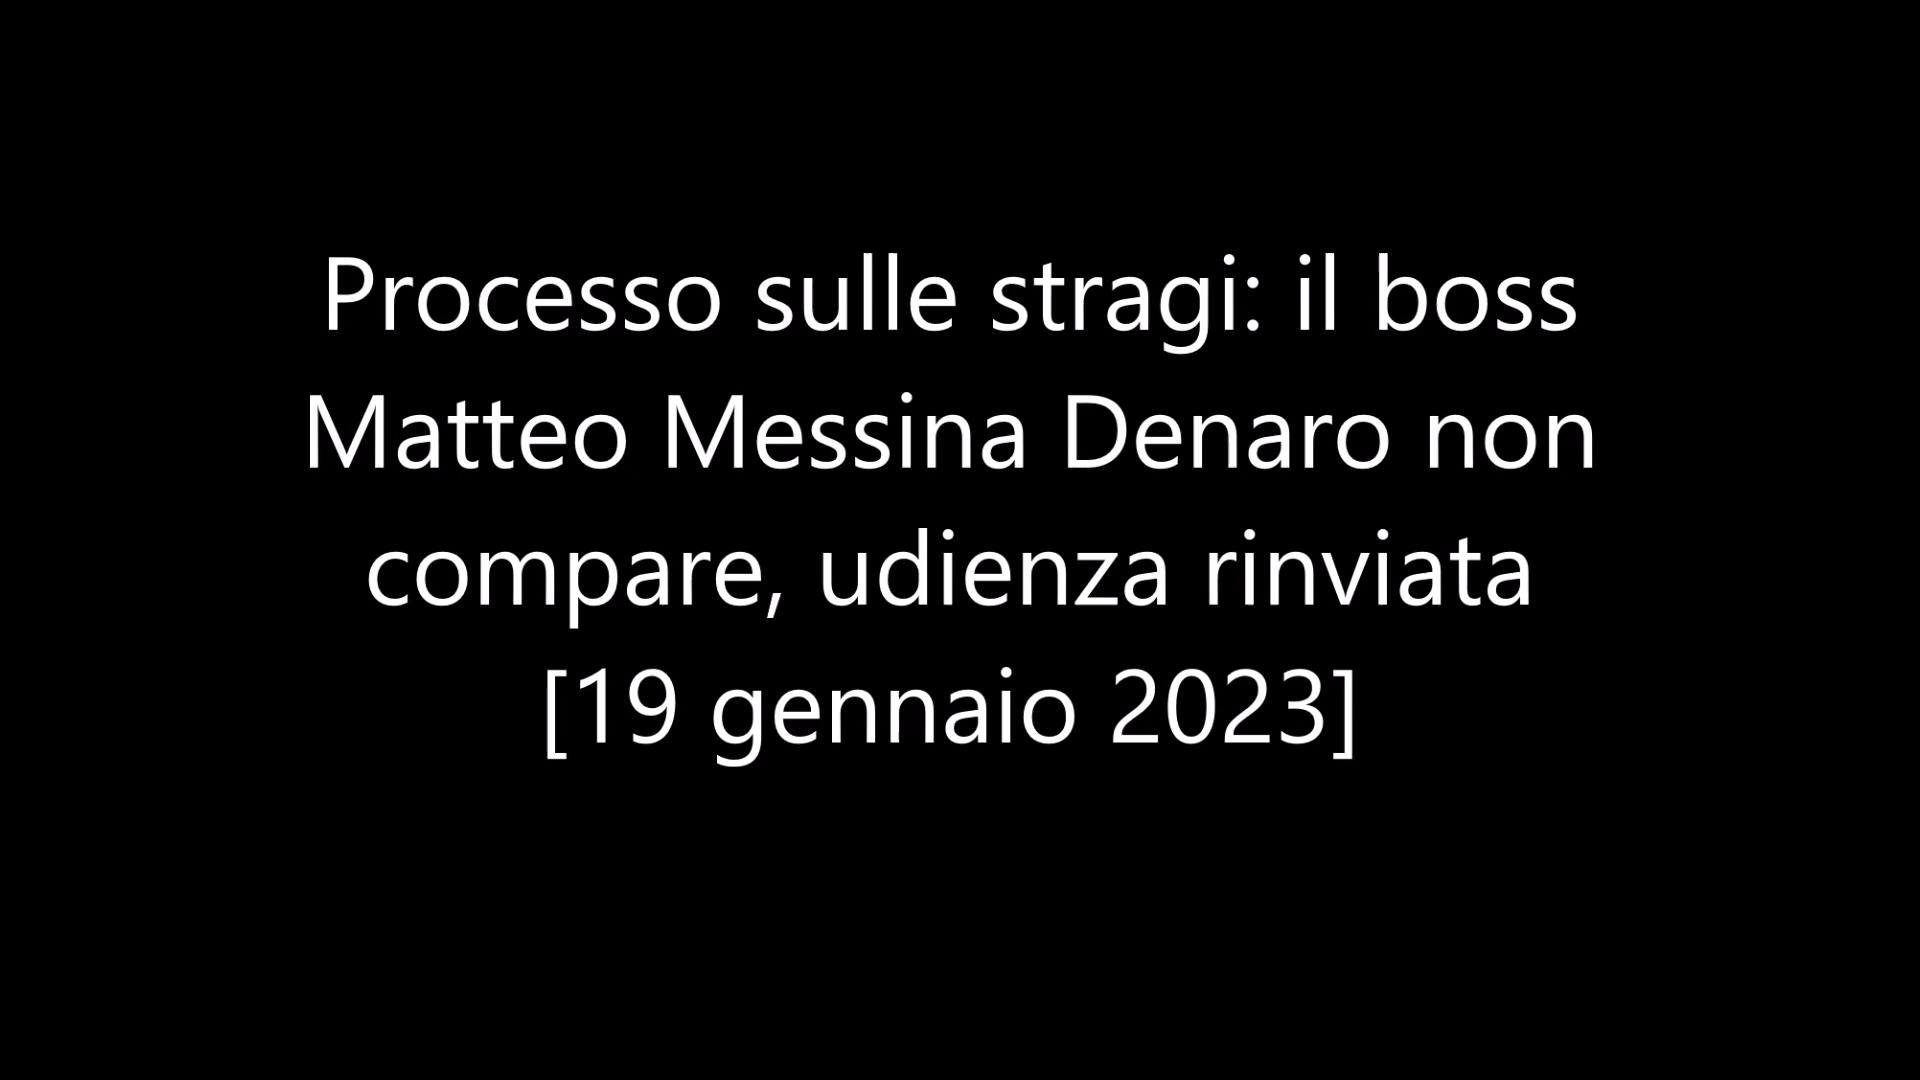 Processo sulle stragi: il boss
Matteo Messina Denaro non
compare, udienza rinviata
[19 gennaio 2023]